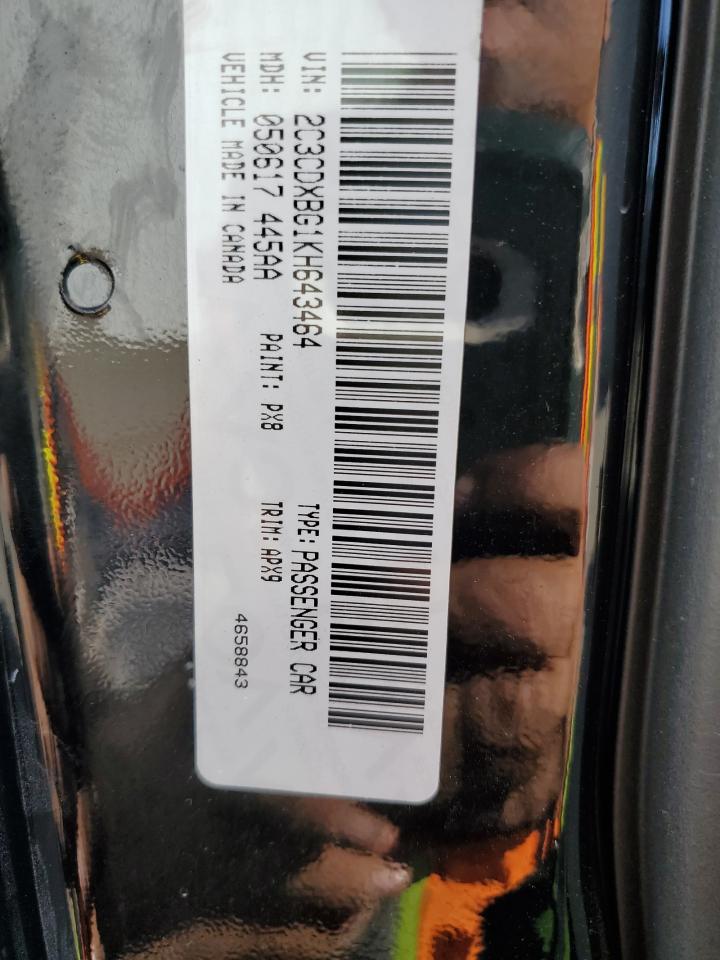 VIN: 2C3CDXBG1KH643464 TYPE: PASSENGER CAR
MDH: 050617 445AA PAINT: PX8 TRIM: APX9
VEHICLE MADE IN CANADA 4658843